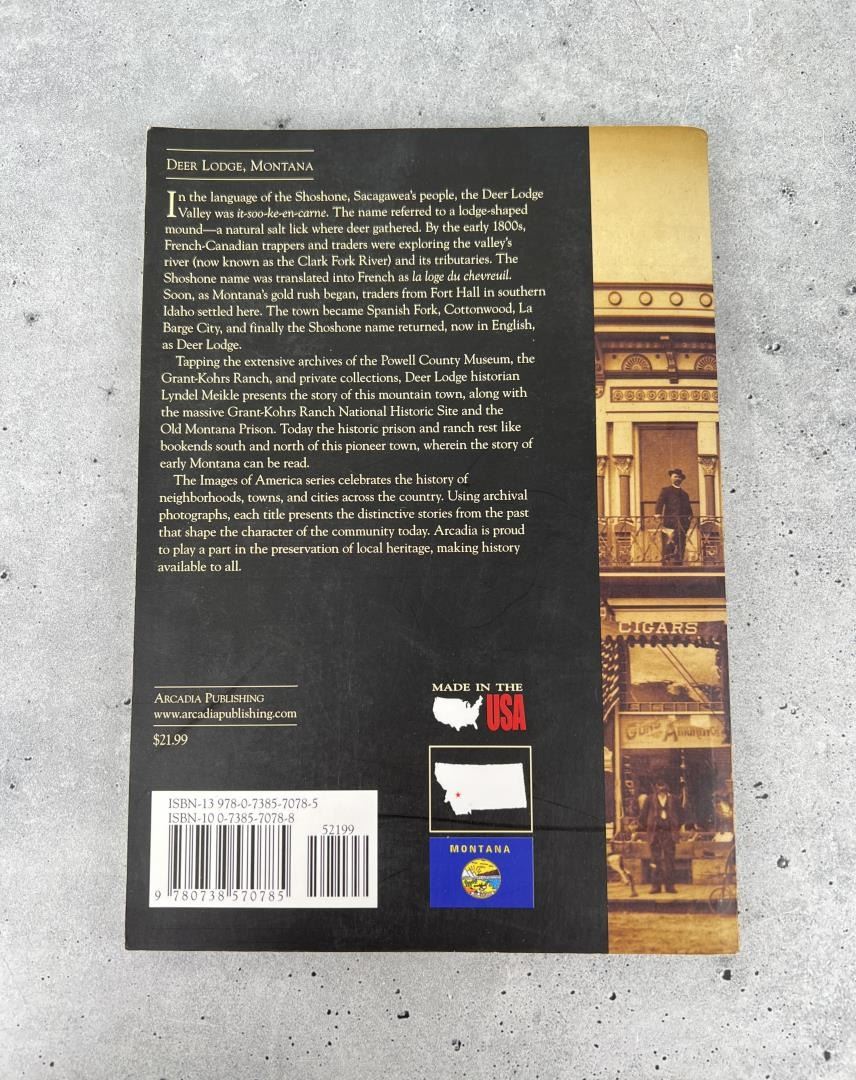 DEER LODGE, MONTANA
In the language of the Shoshone, Sacagawea's people, the Deer Lodge
Valley was it-soo-ke-en-carne. The name referred to a lodge-shaped
mound—a natural salt lick where deer gathered. By the early 1800s,
French-Canadian trappers and traders were exploring the valley's
river (now known as the Clark Fork River) and its tributaries. The
Shoshone name was translated into French as la loge du chevreuil.
Soon, as Montana's gold rush began, traders from Fort Hall in southern
Idaho settled here. The town became Spanish Fork, Cottonwood, La
Barge City, and finally the Shoshone name returned, now in English,
as Deer Lodge.
Tapping the extensive archives of the Powell County Museum, the
Grant-Kohrs Ranch, and private collections, Deer Lodge historian
Lyndel Meikle presents the story of this mountain town, along with
the massive Grant-Kohrs Ranch National Historic Site and the
Old Montana Prison. Today the historic prison and ranch rest like
bookends south and north of this pioneer town, wherein the story of
early Montana can be read.
The Images of America series celebrates the history of
neighborhoods, towns, and cities across the country. Using archival
photographs, each title presents the distinctive stories from the past
that shape the character of the community today. Arcadia is proud
to play a part in the preservation of local heritage, making history
available to all.
CIGARS
GUNS
ARCADIA PUBLISHING
www.arcadiapublishing.com
$21.99
MADE IN THE
USA
ISBN-13 978-0-7385-7078-5
ISBN-10 0-7385-7078-8
52199
9 780738 570785
MONTANA